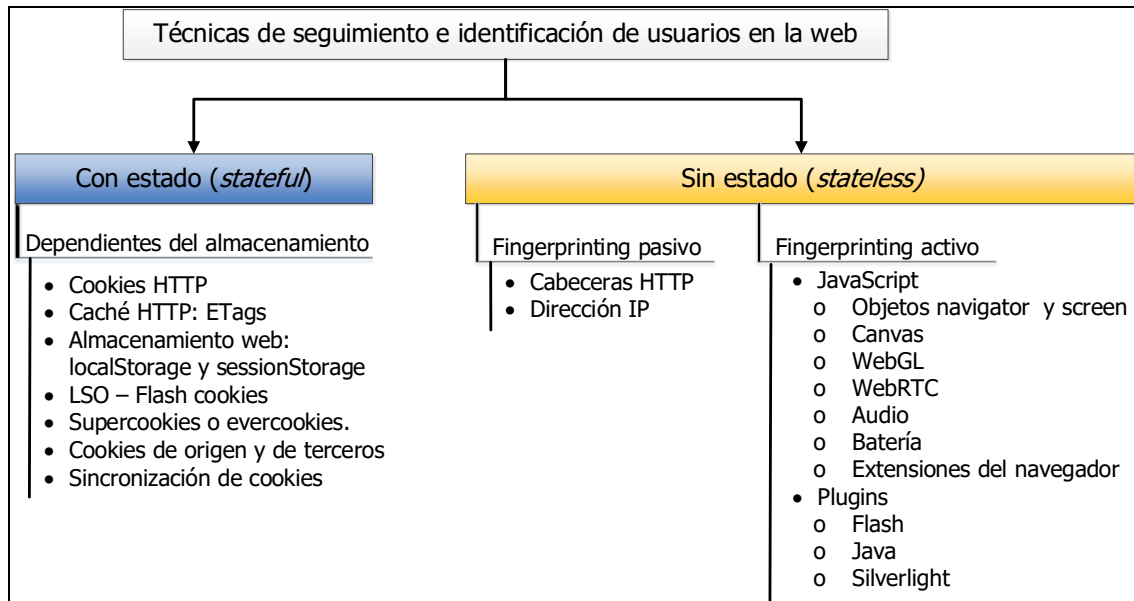 Técnicas de seguimiento e identificación de usuarios en la web
Con estado (stateful)
Dependientes del almacenamiento
• Cookies HTTP
• Caché HTTP: ETags
• Almacenamiento web:
localStorage y sessionStorage
• LSO – Flash cookies
• Supercookies o evercookies.
• Cookies de origen y de terceros
• Sincronización de cookies
Sin estado (stateless)
Fingerprinting pasivo
• Cabeceras HTTP
• Dirección IP
Fingerprinting activo
• JavaScript
o Objetos navigator y screen
o Canvas
o WebGL
o WebRTC
o Audio
o Batería
o Extensiones del navegador
• Plugins
o Flash
o Java
o Silverlight